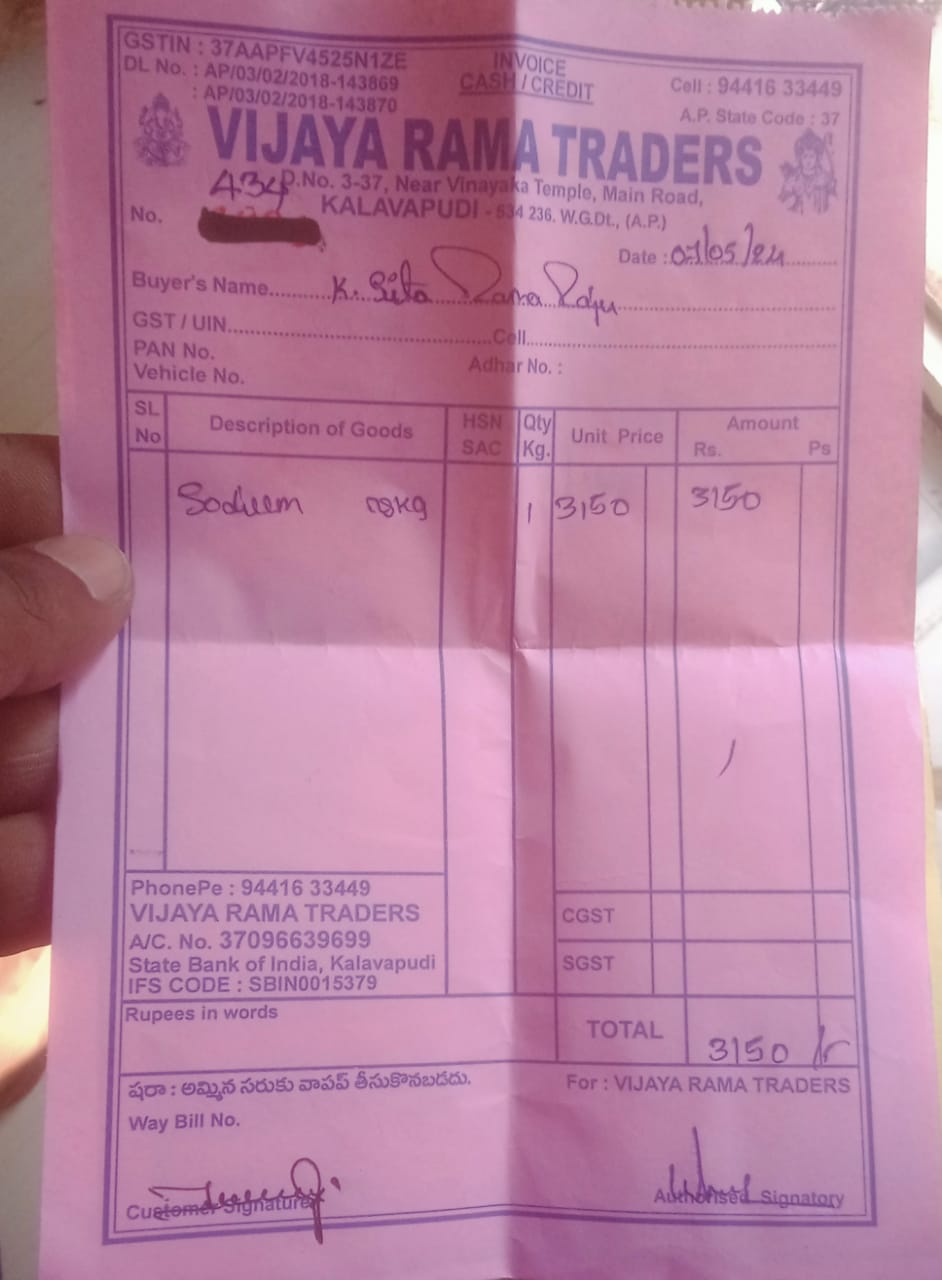 GSTIN : 37AAPFV4525N1ZE
INVOICE
DL No. : AP/03/02/2018-143869
CASH / CREDIT
Cell : 94416 33449
: AP/03/02/2018-143870
A.P. State Code : 37
VIJAYA RAMA TRADERS
434
D.No. 3-37, Near Vinayaka Temple, Main Road,
No.
KALAVAPUDI - 534 236. W.G.Dt., (A.P.)
Date : 07/05/24
Buyer's Name K. Sita Rama Raju
GST / UIN Cell
PAN No.
Adhar No. :
Vehicle No.
SL No Description of Goods HSN SAC Qty Kg. Unit Price Amount Rs. Ps
Sodium 1 3150 3150
PhonePe : 94416 33449
VIJAYA RAMA TRADERS
A/C. No. 37096639699
State Bank of India, Kalavapudi
IFS CODE : SBIN0015379
CGST
SGST
Rupees in words
TOTAL 3150
షరా : అమ్మిన సరుకు వాపప్ తీసుకొనబడదు.
For : VIJAYA RAMA TRADERS
Way Bill No.
Customer Signature
Authorised Signatory